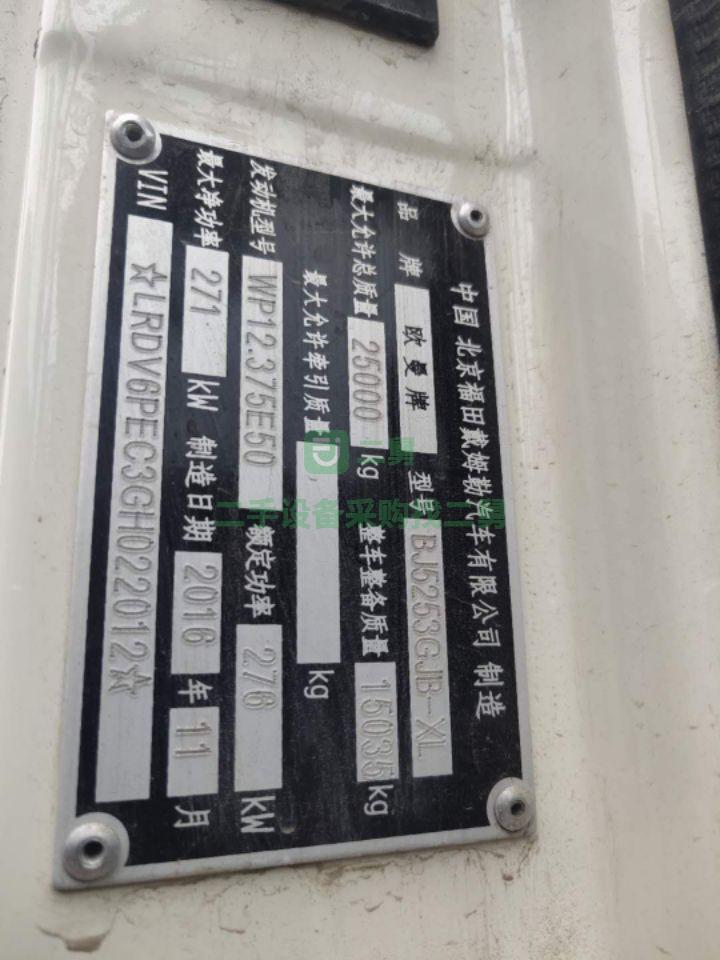 中国 北京福田戴姆勒汽车有限公司 制造
品 牌 欧曼牌 型号 BJ5253GJB-XL
最大允许总质量 25000 kg 整车整备质量 15035 kg
最大允许牵引质量 kg
发动机型号 WP12.375E50 额定功率 276 kW
最大净功率 271 kW 制造日期 2016 年 11 月
VIN ☆LRDV6PEC3GH022012☆
二手设备采购找二勇